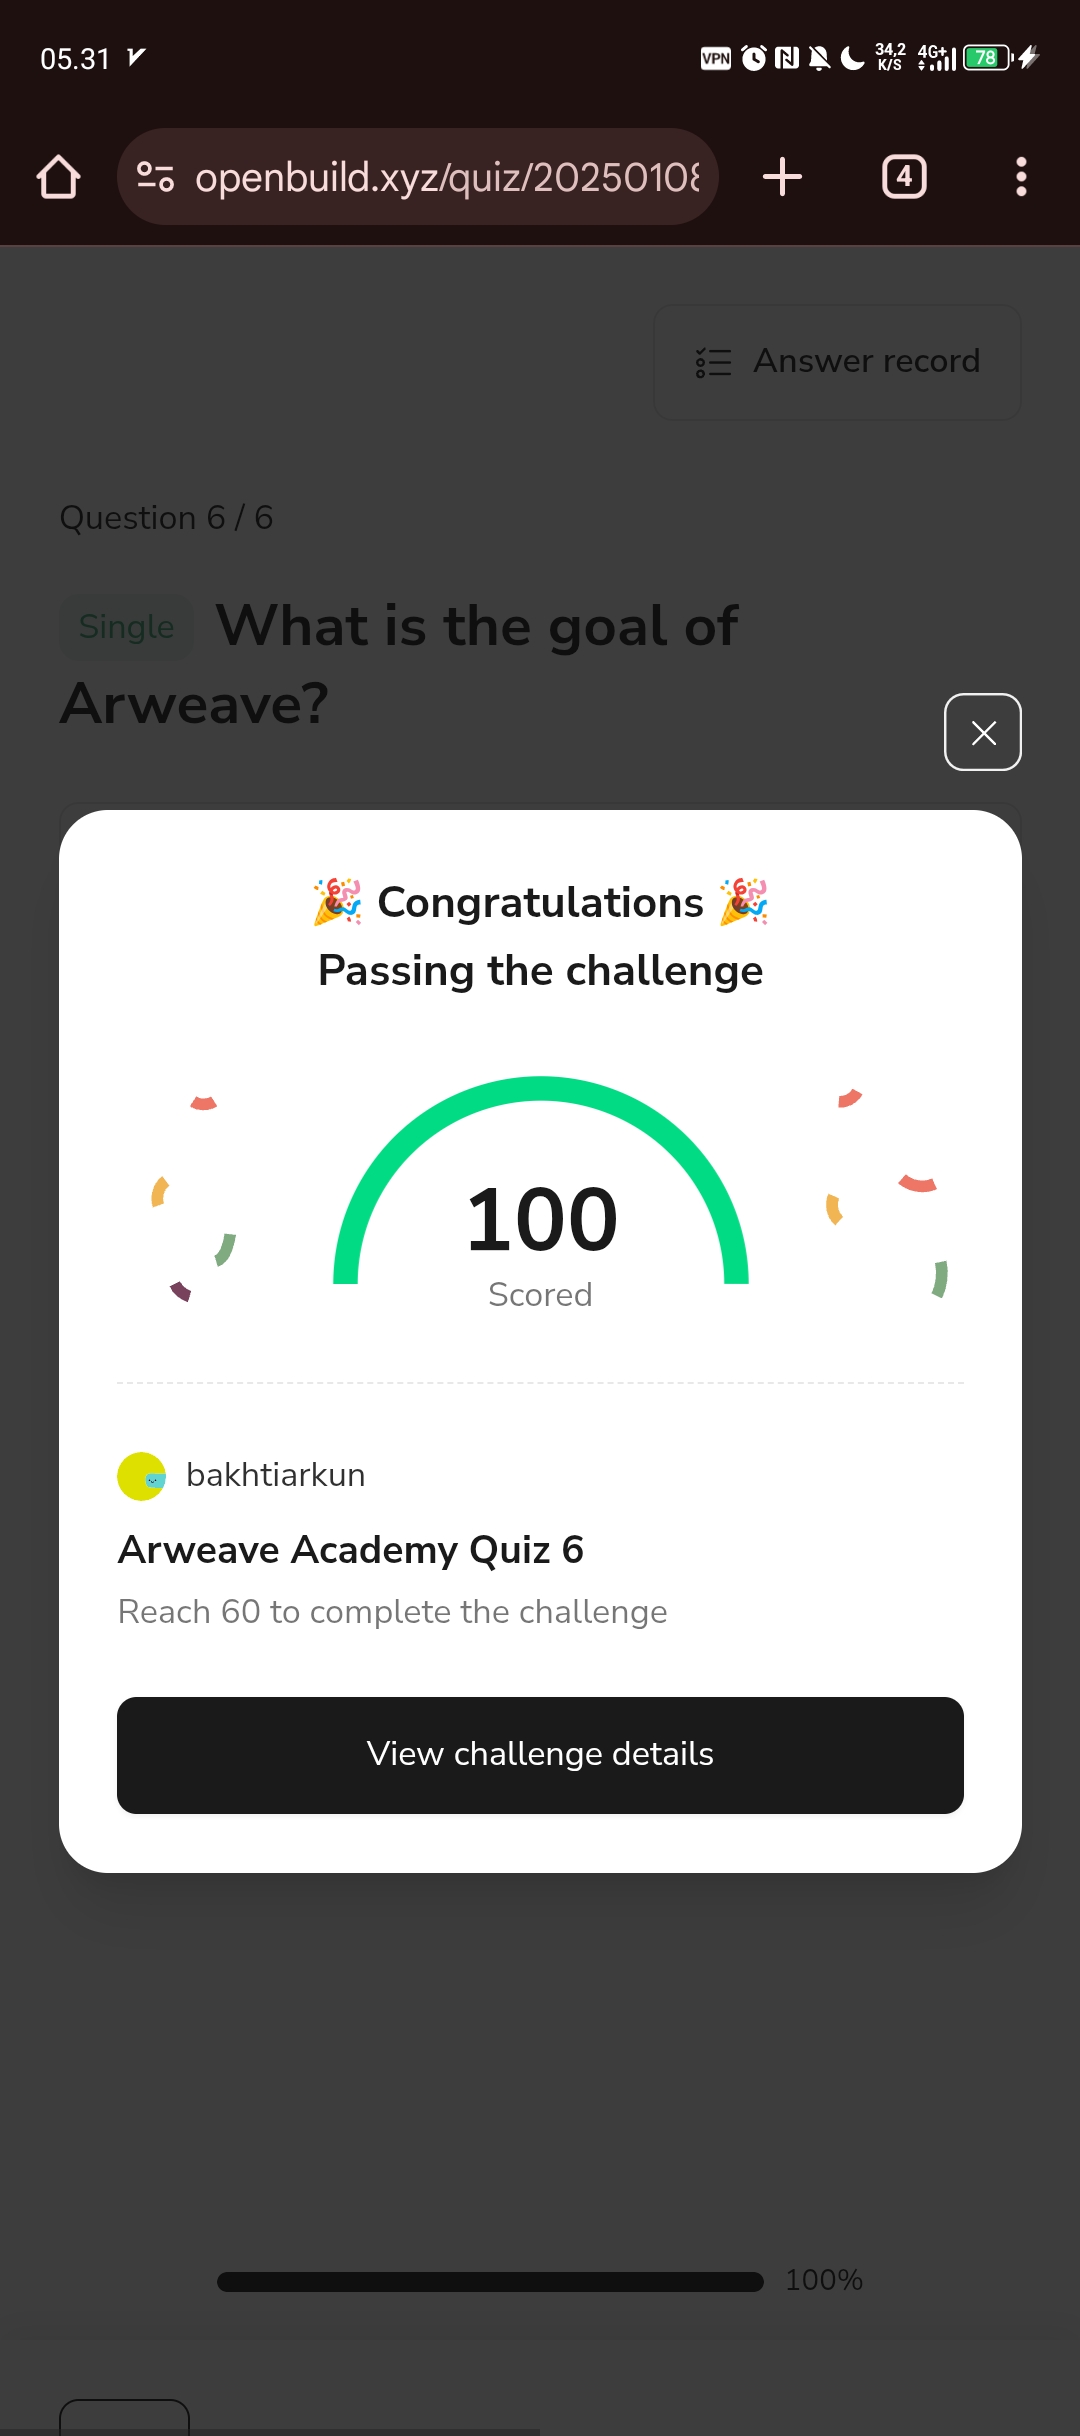 05.31
VPN
34,2
K/S
4G+
78
openbuild.xyz/quiz/20250108
4
Answer record
Question 6 / 6
Single What is the goal of
Arweave?
🎉 Congratulations 🎉
Passing the challenge
100
Scored
bakhtiarkun
Arweave Academy Quiz 6
Reach 60 to complete the challenge
View challenge details
100%